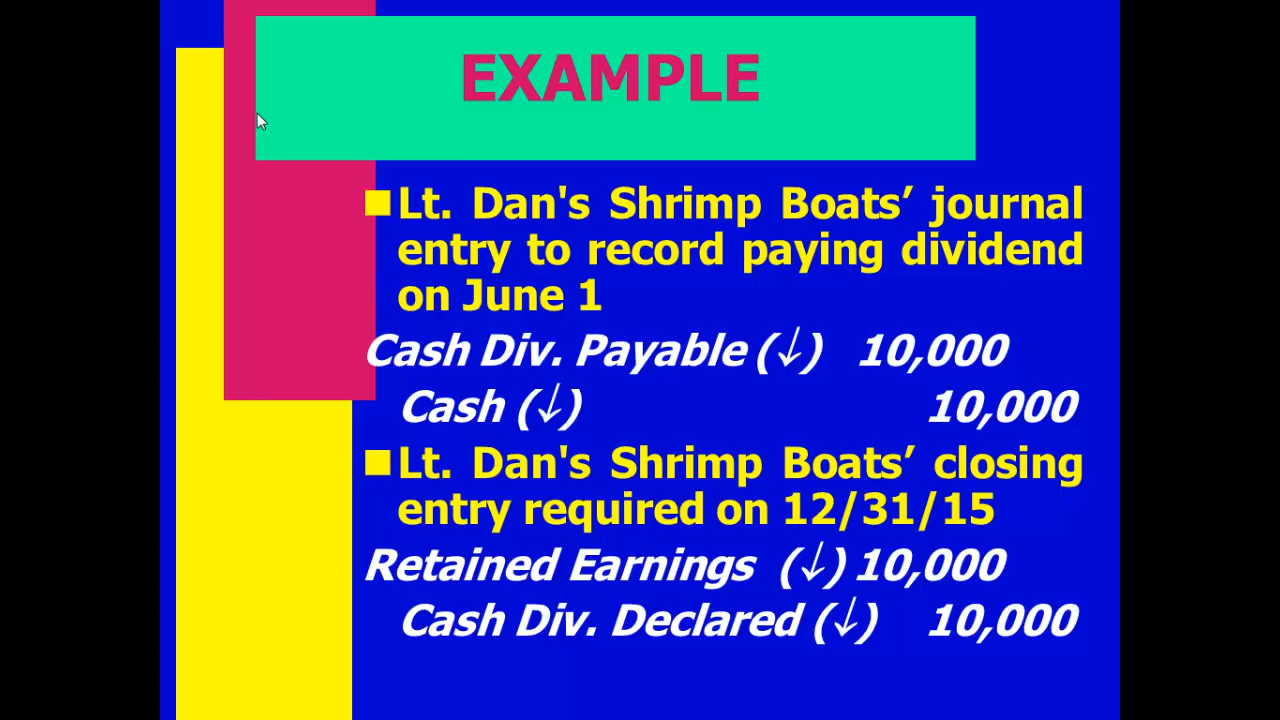 EXAMPLE
Lt. Dan's Shrimp Boats’ journal
entry to record paying dividend
on June 1
Cash Div. Payable (↓) 10,000
Cash (↓) 10,000
Lt. Dan's Shrimp Boats’ closing
entry required on 12/31/15
Retained Earnings (↓) 10,000
Cash Div. Declared (↓) 10,000